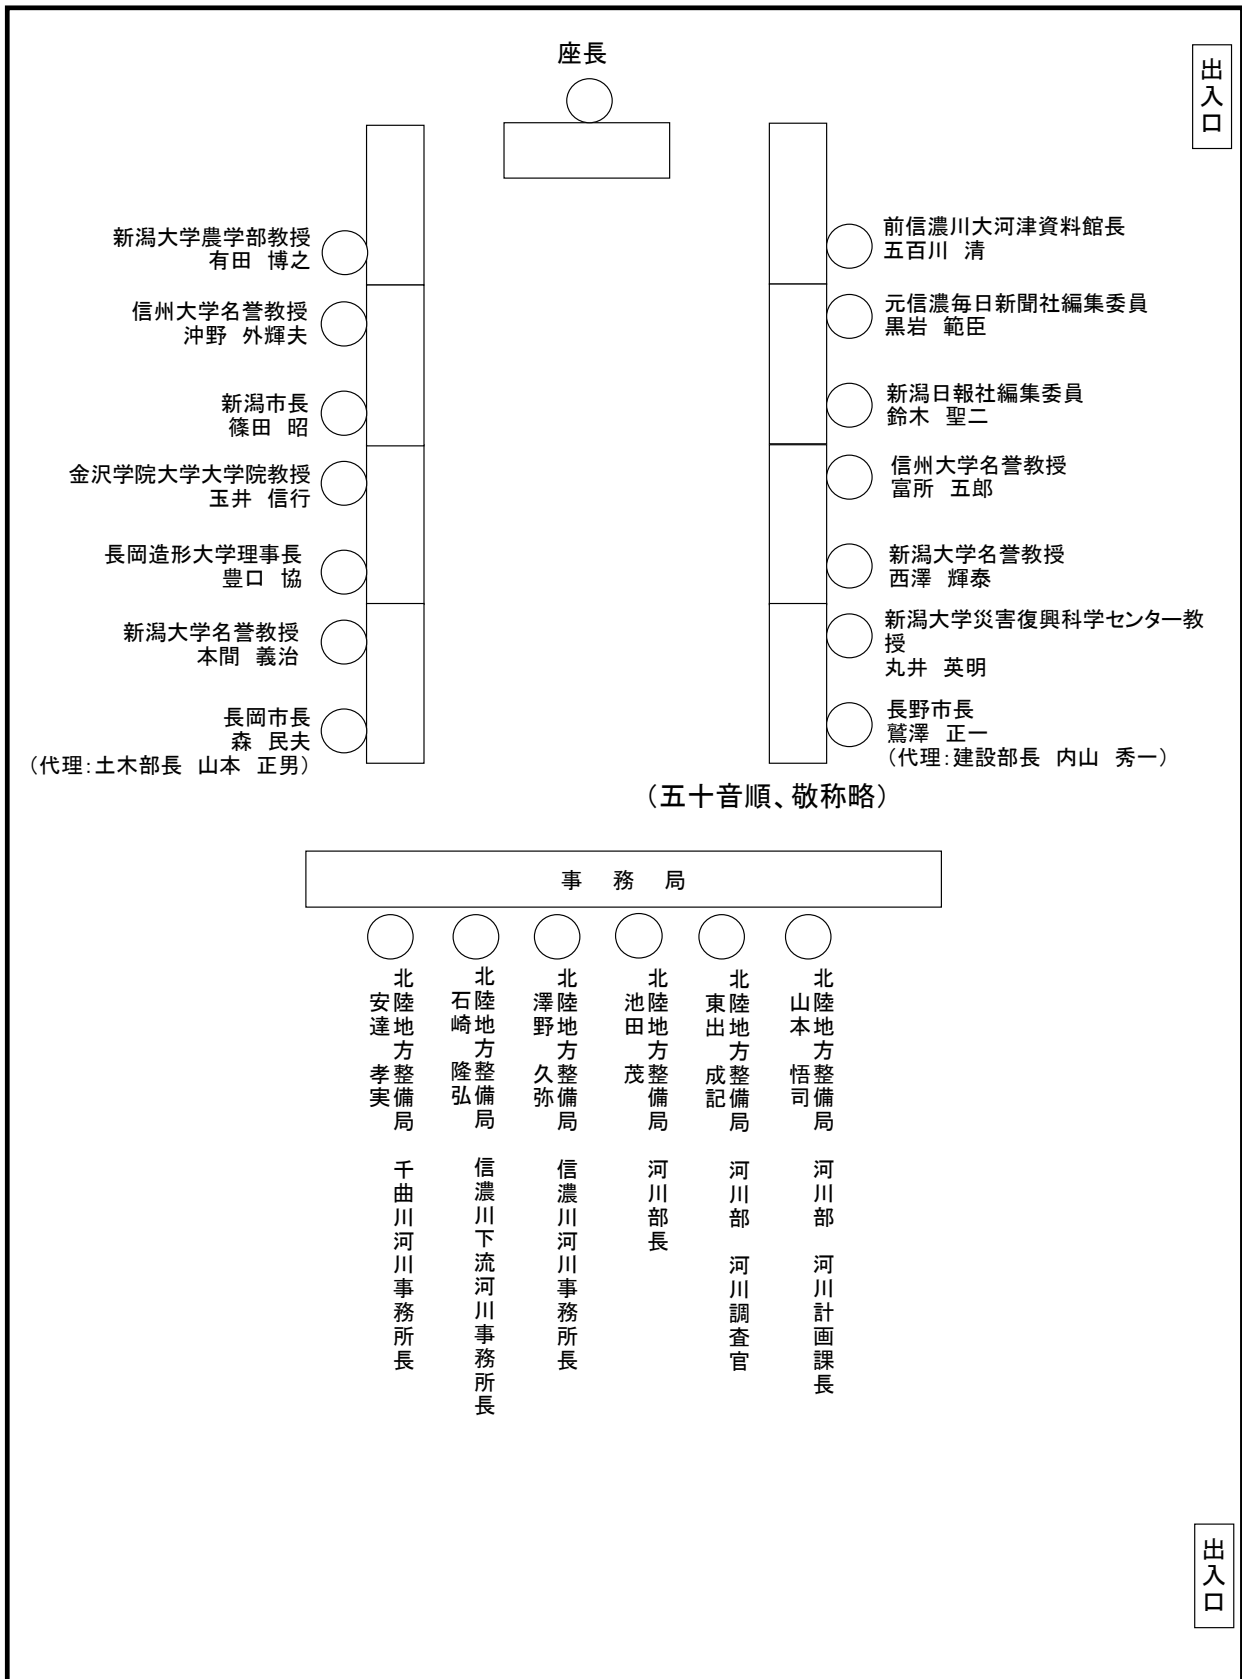 座長
出入口
新潟大学農学部教授
有田　博之
信州大学名誉教授
沖野　外輝夫
新潟市長
篠田　昭
金沢学院大学大学院教授
玉井　信行
長岡造形大学理事長
豊口　協
新潟大学名誉教授
本間　義治
長岡市長
森　民夫
（代理：土木部長　山本　正男）
前信濃川大河津資料館長
五百川　清
元信濃毎日新聞社編集委員
黒岩　範臣
新潟日報社編集委員
鈴木　聖二
信州大学名誉教授
富所　五郎
新潟大学名誉教授
西澤　輝泰
新潟大学災害復興科学センター教
授
丸井　英明
長野市長
鷲澤　正一
（代理：建設部長　内山　秀一）
（五十音順、敬称略）
事　務　局
北陸地方整備局　千曲川河川事務所長
安達　孝実
北陸地方整備局　信濃川下流河川事務所長
石崎　隆弘
北陸地方整備局　信濃川河川事務所長
澤野　久弥
北陸地方整備局　河川部長
池田　茂
北陸地方整備局　河川部　河川調査官
東出　成記
北陸地方整備局　河川部　河川計画課長
山本　悟司
出入口